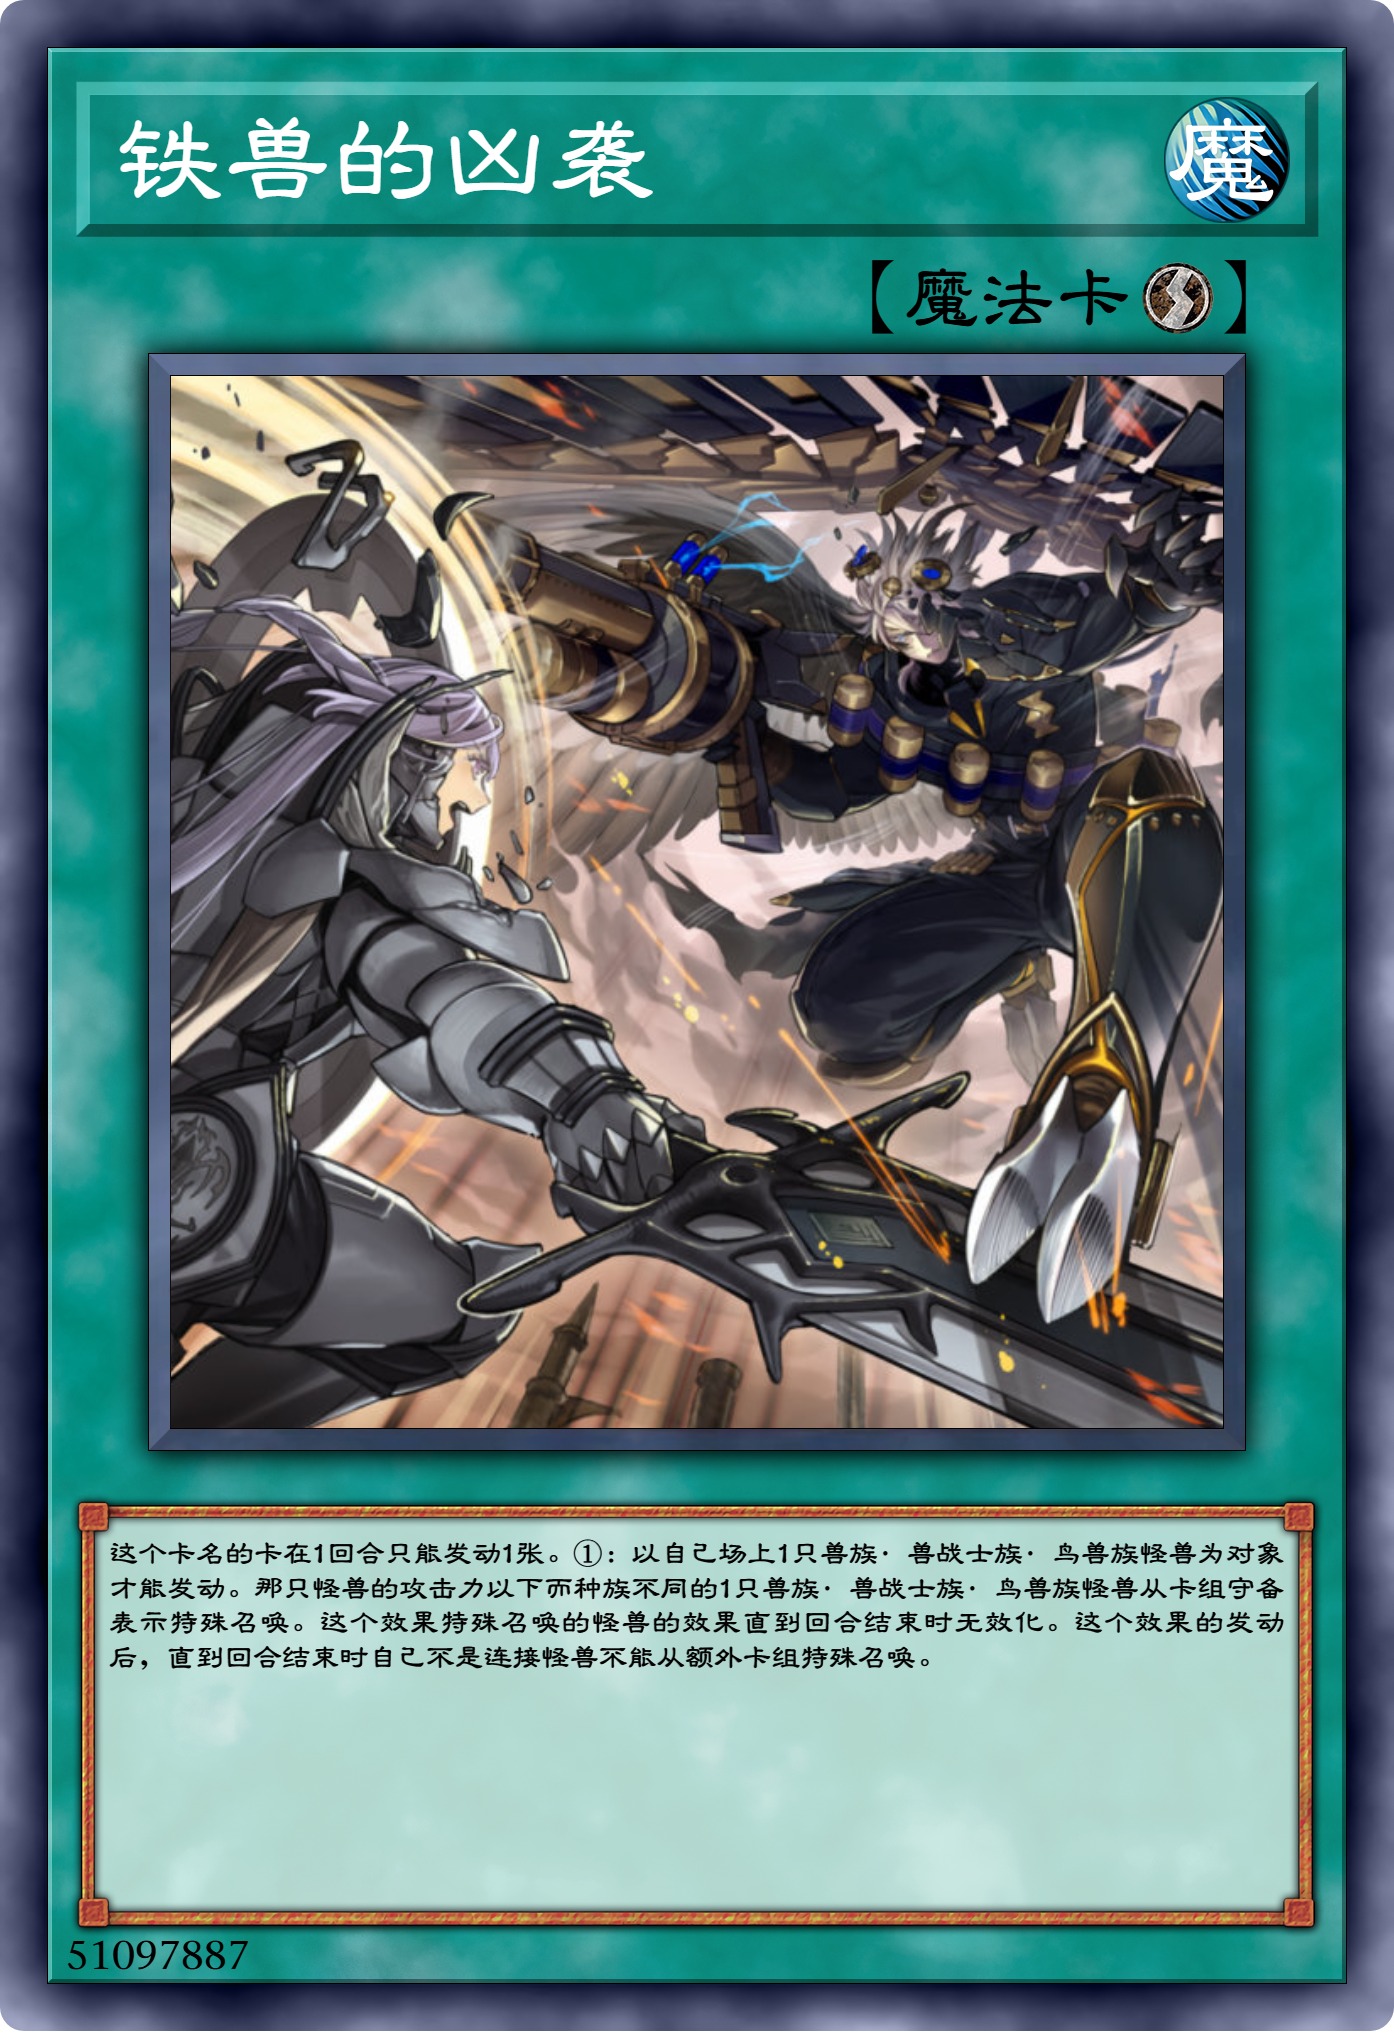 铁兽的凶袭
魔
【魔法卡】
这个卡名的卡在1回合只能发动1张。①：以自己场上1只兽族·兽战士族·鸟兽族怪兽为对象
才能发动。那只怪兽的攻击力以下而种族不同的1只兽族·兽战士族·鸟兽族怪兽从卡组守备
表示特殊召唤。这个效果特殊召唤的怪兽的效果直到回合结束时无效化。这个效果的发动
后，直到回合结束时自己不是连接怪兽不能从额外卡组特殊召唤。
51097887